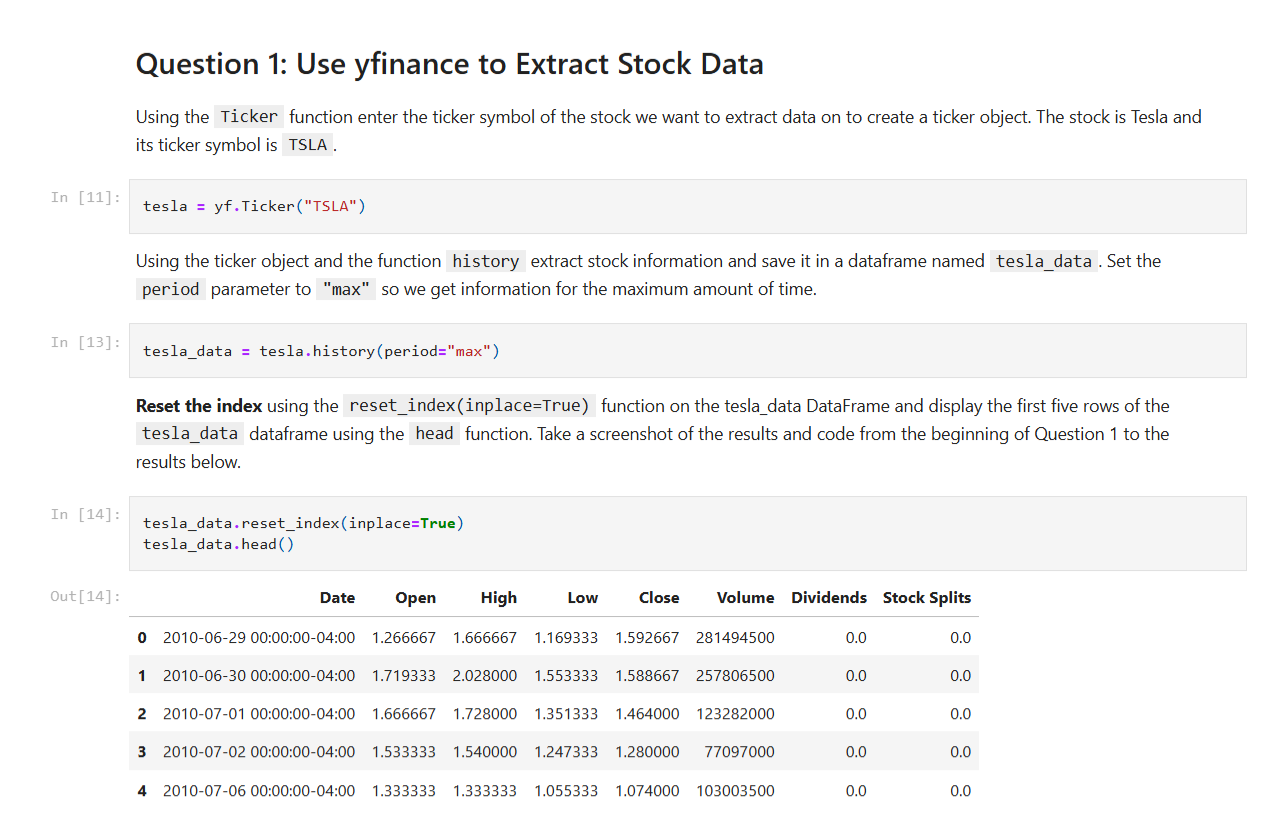 Question 1: Use yfinance to Extract Stock Data
Using the Ticker function enter the ticker symbol of the stock we want to extract data on to create a ticker object. The stock is Tesla and
its ticker symbol is TSLA.
In [11]: tesla = yf.Ticker("TSLA")
Using the ticker object and the function history extract stock information and save it in a dataframe named tesla_data. Set the
period parameter to "max" so we get information for the maximum amount of time.
In [13]: tesla_data = tesla.history(period="max")
Reset the index using the reset_index(inplace=True) function on the tesla_data DataFrame and display the first five rows of the
tesla_data dataframe using the head function. Take a screenshot of the results and code from the beginning of Question 1 to the
results below.
In [14]: tesla_data.reset_index(inplace=True)
tesla_data.head()
Out[14]: Date Open High Low Close Volume Dividends Stock Splits
0 2010-06-29 00:00:00-04:00 1.266667 1.666667 1.169333 1.592667 281494500 0.0 0.0
1 2010-06-30 00:00:00-04:00 1.719333 2.028000 1.553333 1.588667 257806500 0.0 0.0
2 2010-07-01 00:00:00-04:00 1.666667 1.728000 1.351333 1.464000 123282000 0.0 0.0
3 2010-07-02 00:00:00-04:00 1.533333 1.540000 1.247333 1.280000 77097000 0.0 0.0
4 2010-07-06 00:00:00-04:00 1.333333 1.333333 1.055333 1.074000 103003500 0.0 0.0